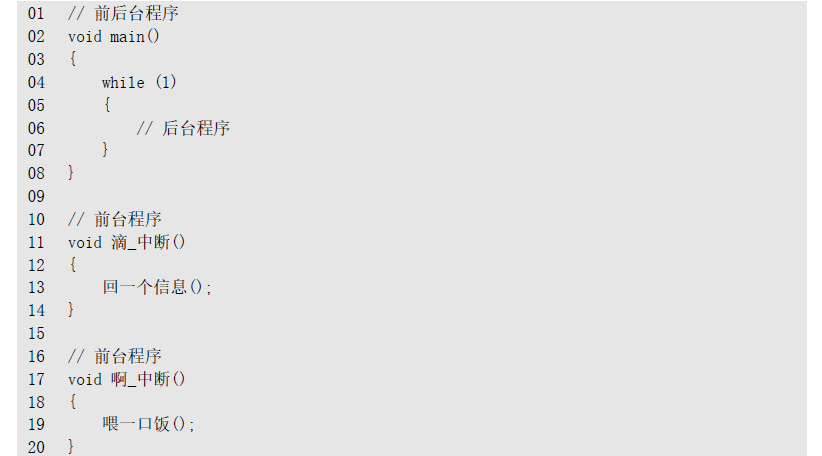 01 // 前后台程序
02 void main()
03 {
04     while (1)
05     {
06         // 后台程序
07     }
08 }
09
10 // 前台程序
11 void 滴_中断()
12 {
13     回一个信息();
14 }
15
16 // 前台程序
17 void 啊_中断()
18 {
19     喂一口饭();
20 }